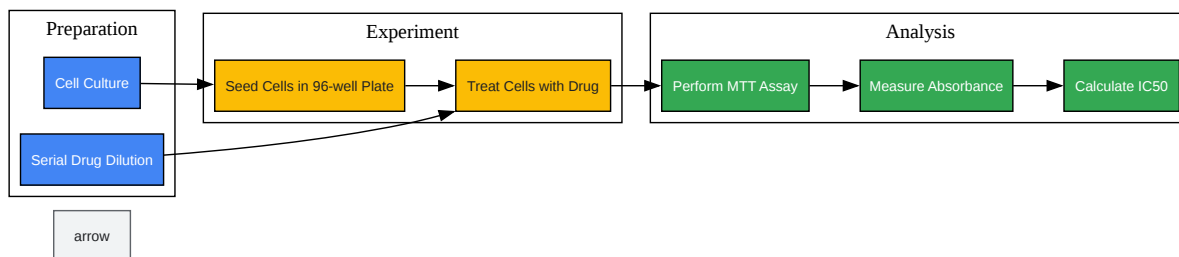 Preparation
Cell Culture
Serial Drug Dilution
arrow
Experiment
Seed Cells in 96-well Plate
Treat Cells with Drug
Analysis
Perform MTT Assay
Measure Absorbance
Calculate IC50